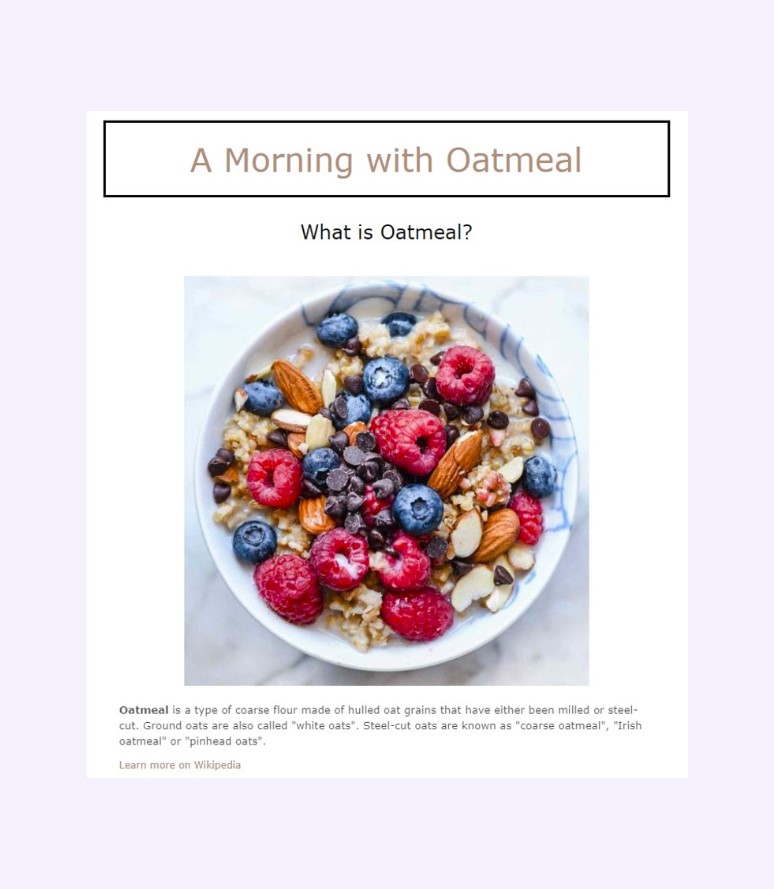 A Morning with Oatmeal
What is Oatmeal?
Oatmeal is a type of coarse flour made of hulled oat grains that have either been milled or steel-
cut. Ground oats are also called "white oats". Steel-cut oats are known as "coarse oatmeal", "Irish
oatmeal" or "pinhead oats".
Learn more on Wikipedia